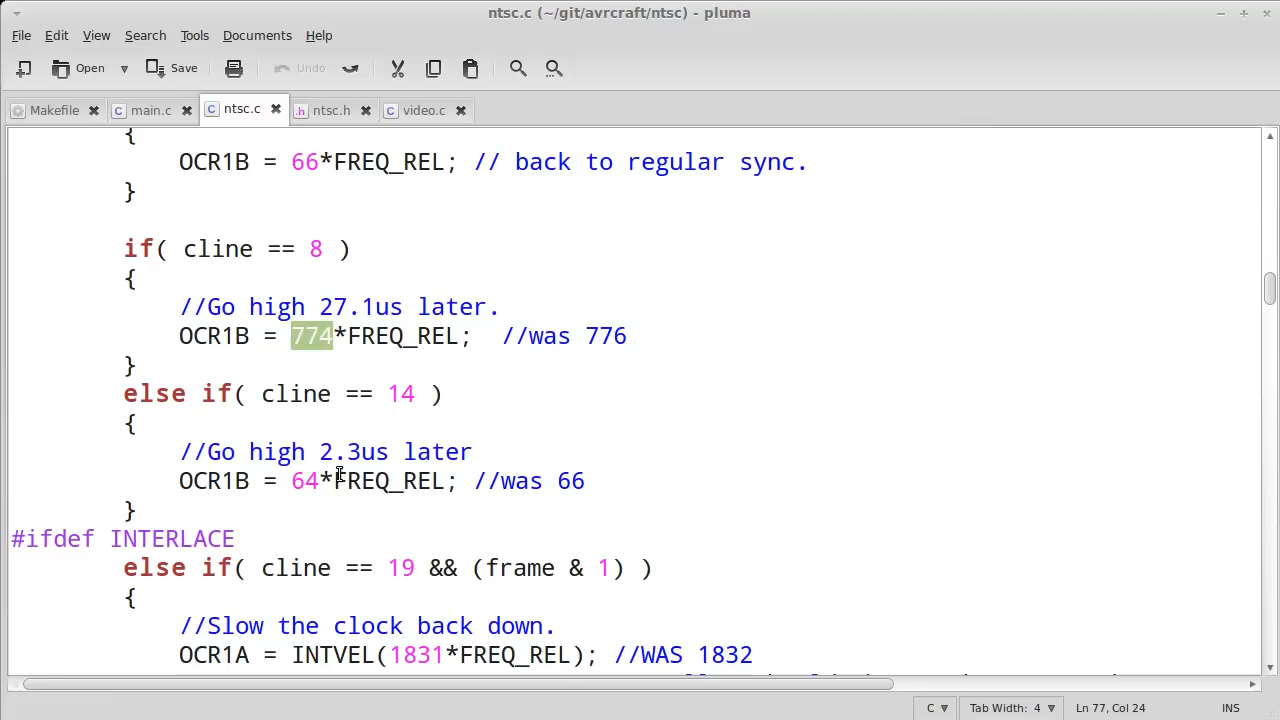 ntsc.c (~/git/avrcraft/ntsc) - pluma
File Edit View Search Tools Documents Help
Open Save Undo
Makefile main.c ntsc.c ntsc.h video.c
{
OCR1B = 66*FREQ_REL; // back to regular sync.
}
if( cline == 8 )
{
//Go high 27.1us later.
OCR1B = 774*FREQ_REL; //was 776
}
else if( cline == 14 )
{
//Go high 2.3us later
OCR1B = 64*FREQ_REL; //was 66
}
#ifdef INTERLACE
else if( cline == 19 && (frame & 1) )
{
//Slow the clock back down.
OCR1A = INTVEL(1831*FREQ_REL); //WAS 1832
C Tab Width: 4 Ln 77, Col 24 INS